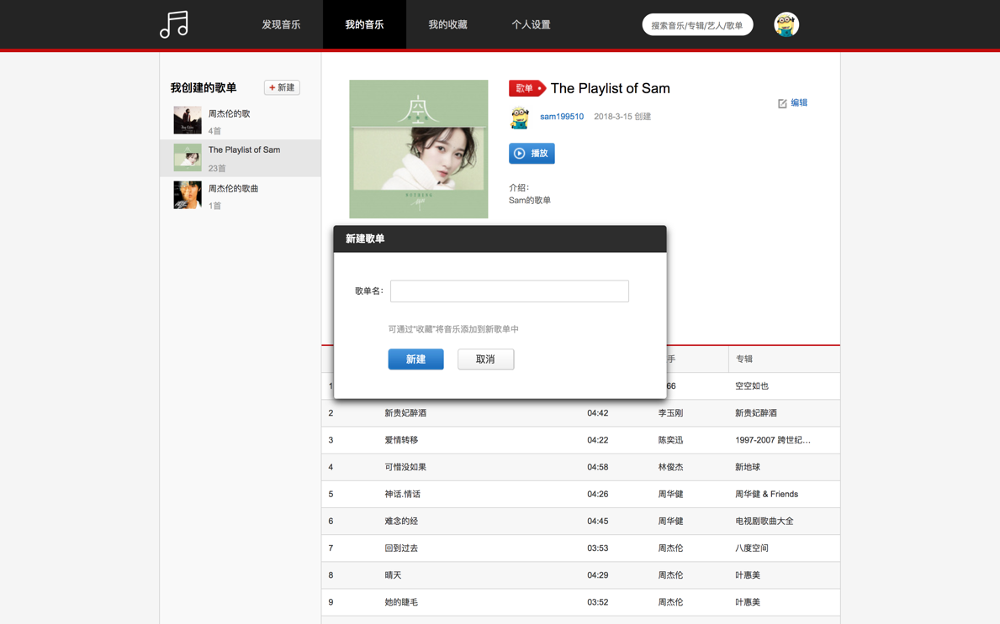 发现音乐
我的音乐
我的收藏
个人设置
搜索音乐/专辑/艺人/歌单
我创建的歌单
+ 新建
周杰伦的歌
4首
The Playlist of Sam
23首
周杰伦的歌曲
1首
空
NOTHING
歌单
The Playlist of Sam
编辑
sam199510 2018-3-15 创建
播放
介绍：
Sam的歌单
新建歌单
歌单名：
可通过“收藏”将音乐添加到新歌单中
新建 取消
手 专辑
1 66 空空如也
2 新贵妃醉酒 04:42 李玉刚 新贵妃醉酒
3 爱情转移 04:22 陈奕迅 1997-2007 跨世纪...
4 可惜没如果 04:58 林俊杰 新地球
5 神话.情话 04:26 周华健 周华健 & Friends
6 难念的经 04:45 周华健 电视剧歌曲大全
7 回到过去 03:53 周杰伦 八度空间
8 晴天 04:29 周杰伦 叶惠美
9 她的睫毛 03:52 周杰伦 叶惠美